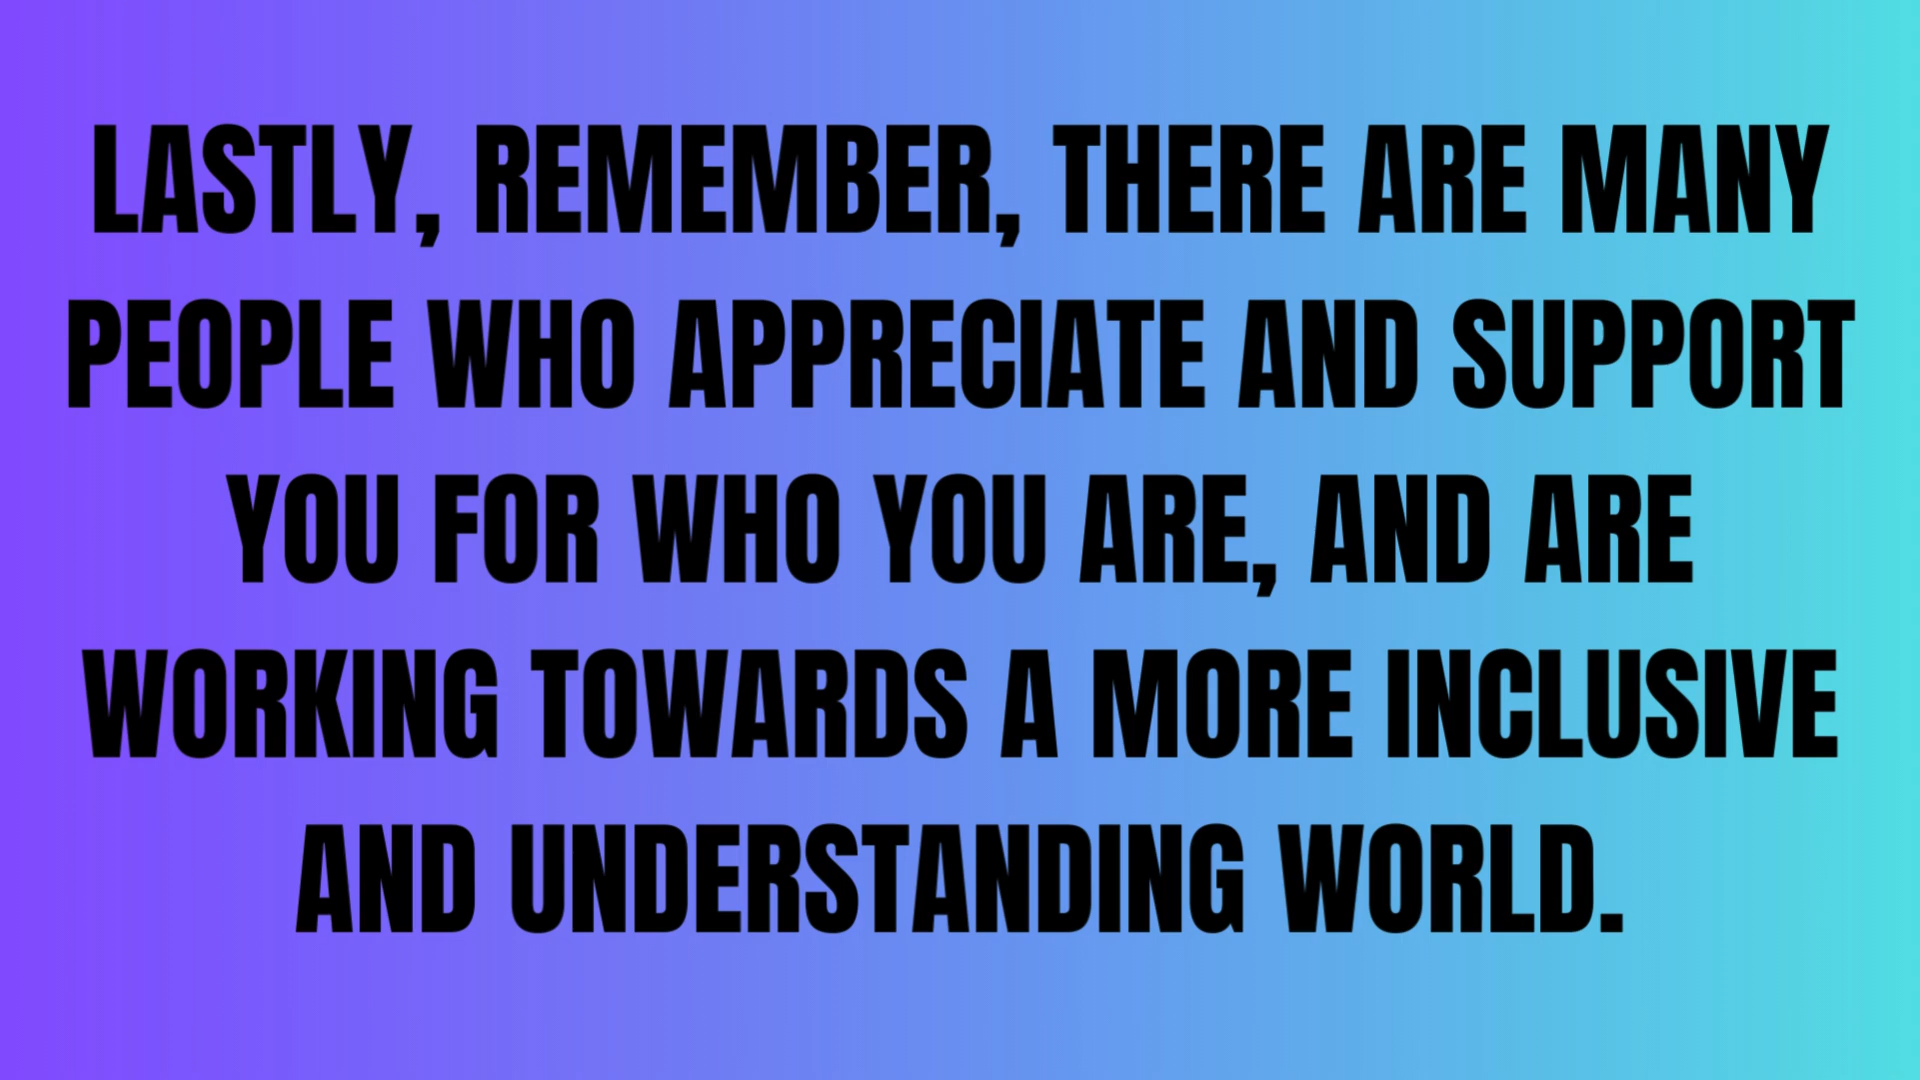 LASTLY, REMEMBER, THERE ARE MANY
PEOPLE WHO APPRECIATE AND SUPPORT
YOU FOR WHO YOU ARE, AND ARE
WORKING TOWARDS A MORE INCLUSIVE
AND UNDERSTANDING WORLD.